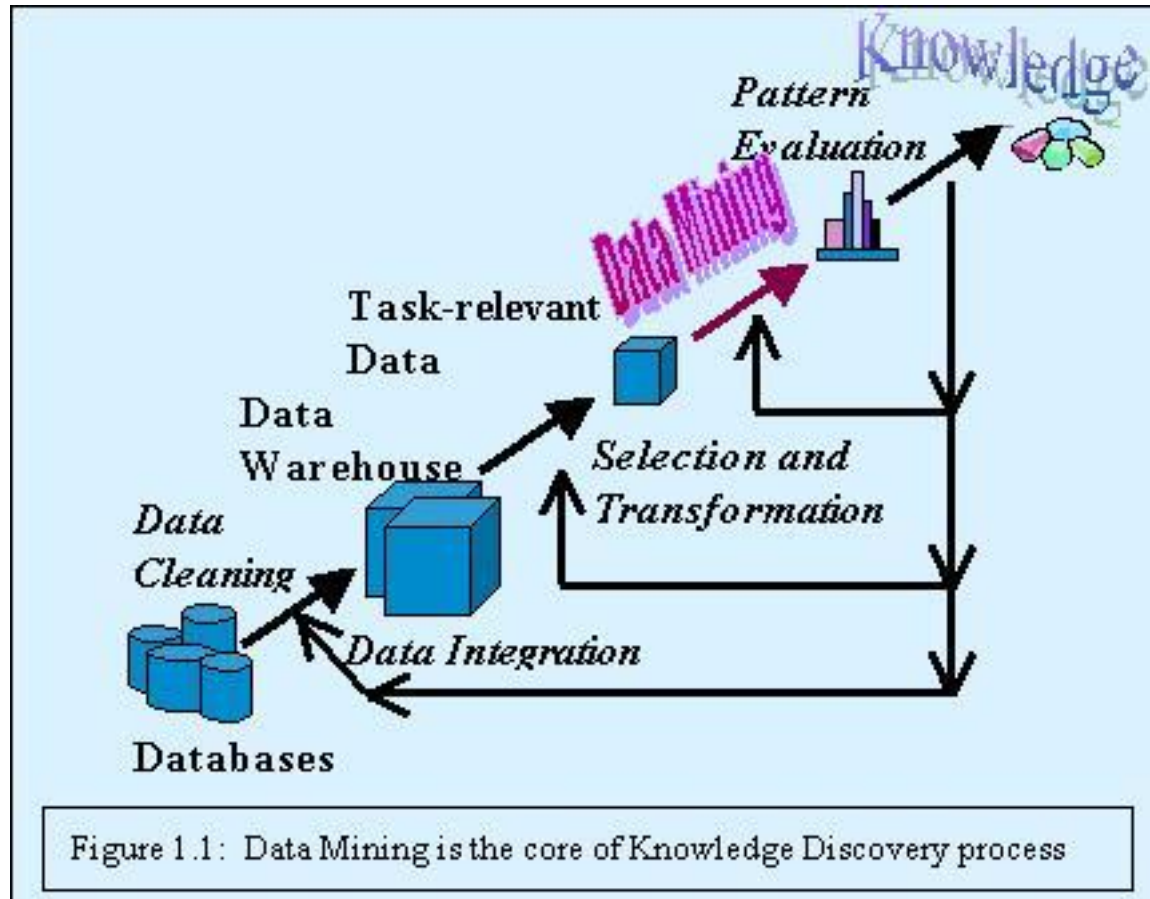 Knowledge
Pattern
Evaluation
Data Mining
Task-relevant
Data
Data
Warehouse
Selection and
Transformation
Data
Cleaning
Data Integration
Databases
Figure 1.1: Data Mining is the core of Knowledge Discovery process